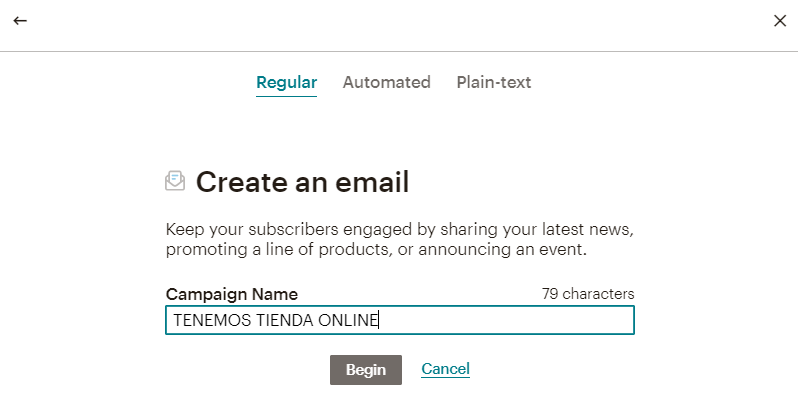 Regular Automated Plain-text
Create an email
Keep your subscribers engaged by sharing your latest news,
promoting a line of products, or announcing an event.
Campaign Name 79 characters
TENEMOS TIENDA ONLINE
Begin Cancel